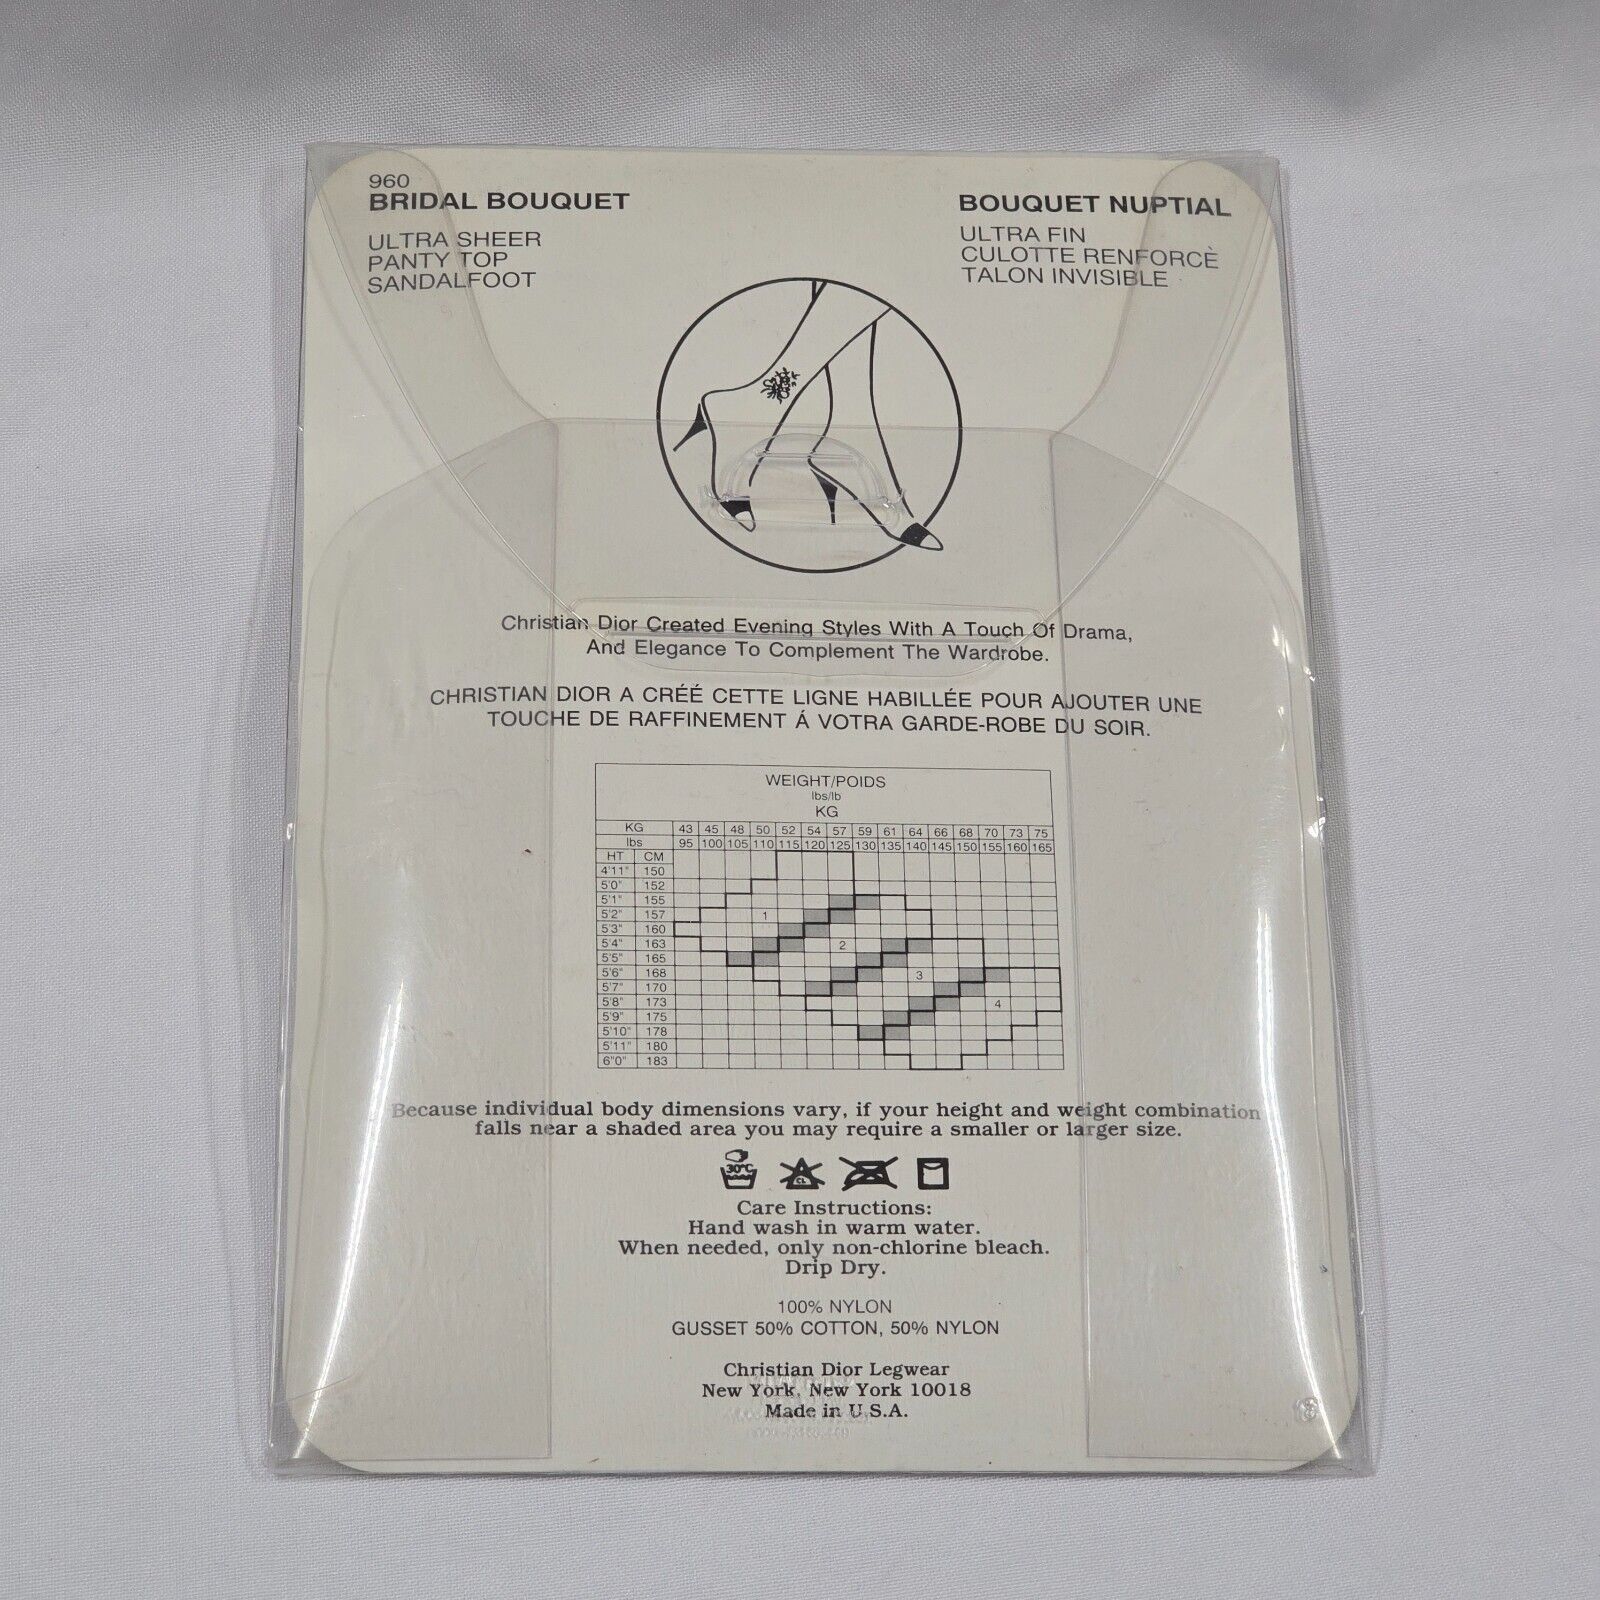 960
BRIDAL BOUQUET
ULTRA SHEER
PANTY TOP
SANDALFOOT
BOUQUET NUPTIAL
ULTRA FIN
CULOTTE RENFORCÈ
TALON INVISIBLE
Christian Dior Created Evening Styles With A Touch Of Drama,
And Elegance To Complement The Wardrobe.
CHRISTIAN DIOR A CRÉÉ CETTE LIGNE HABILLÉE POUR AJOUTER UNE
TOUCHE DE RAFFINEMENT Á VOTRA GARDE-ROBE DU SOIR.
WEIGHT/POIDS
lbs/lb
KG
KG 43 45 48 50 52 54 57 59 61 64 66 68 70 73 75
lbs 95 100 105 110 115 120 125 130 135 140 145 150 155 160 165
HT CM
4'11" 150
5'0" 152
5'1" 155
5'2" 157 1
5'3" 160
5'4" 163 2
5'5" 165
5'6" 168 3
5'7" 170
5'8" 173 4
5'9" 175
5'10" 178
5'11" 180
6"0" 183
Because individual body dimensions vary, if your height and weight combination
falls near a shaded area you may require a smaller or larger size.
30°C CL
Care Instructions:
Hand wash in warm water.
When needed, only non-chlorine bleach.
Drip Dry.
100% NYLON
GUSSET 50% COTTON, 50% NYLON
Christian Dior Legwear
New York, New York 10018
Made in U.S.A.